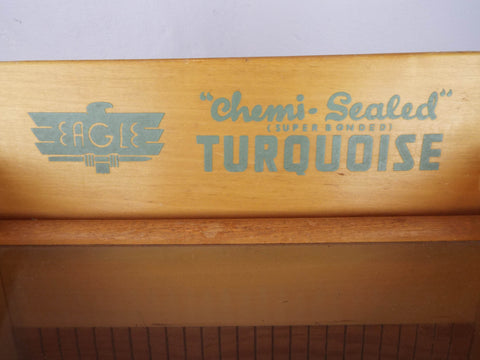 EAGLE
"Chemi-Sealed"
(SUPER BONDED)
TURQUOISE